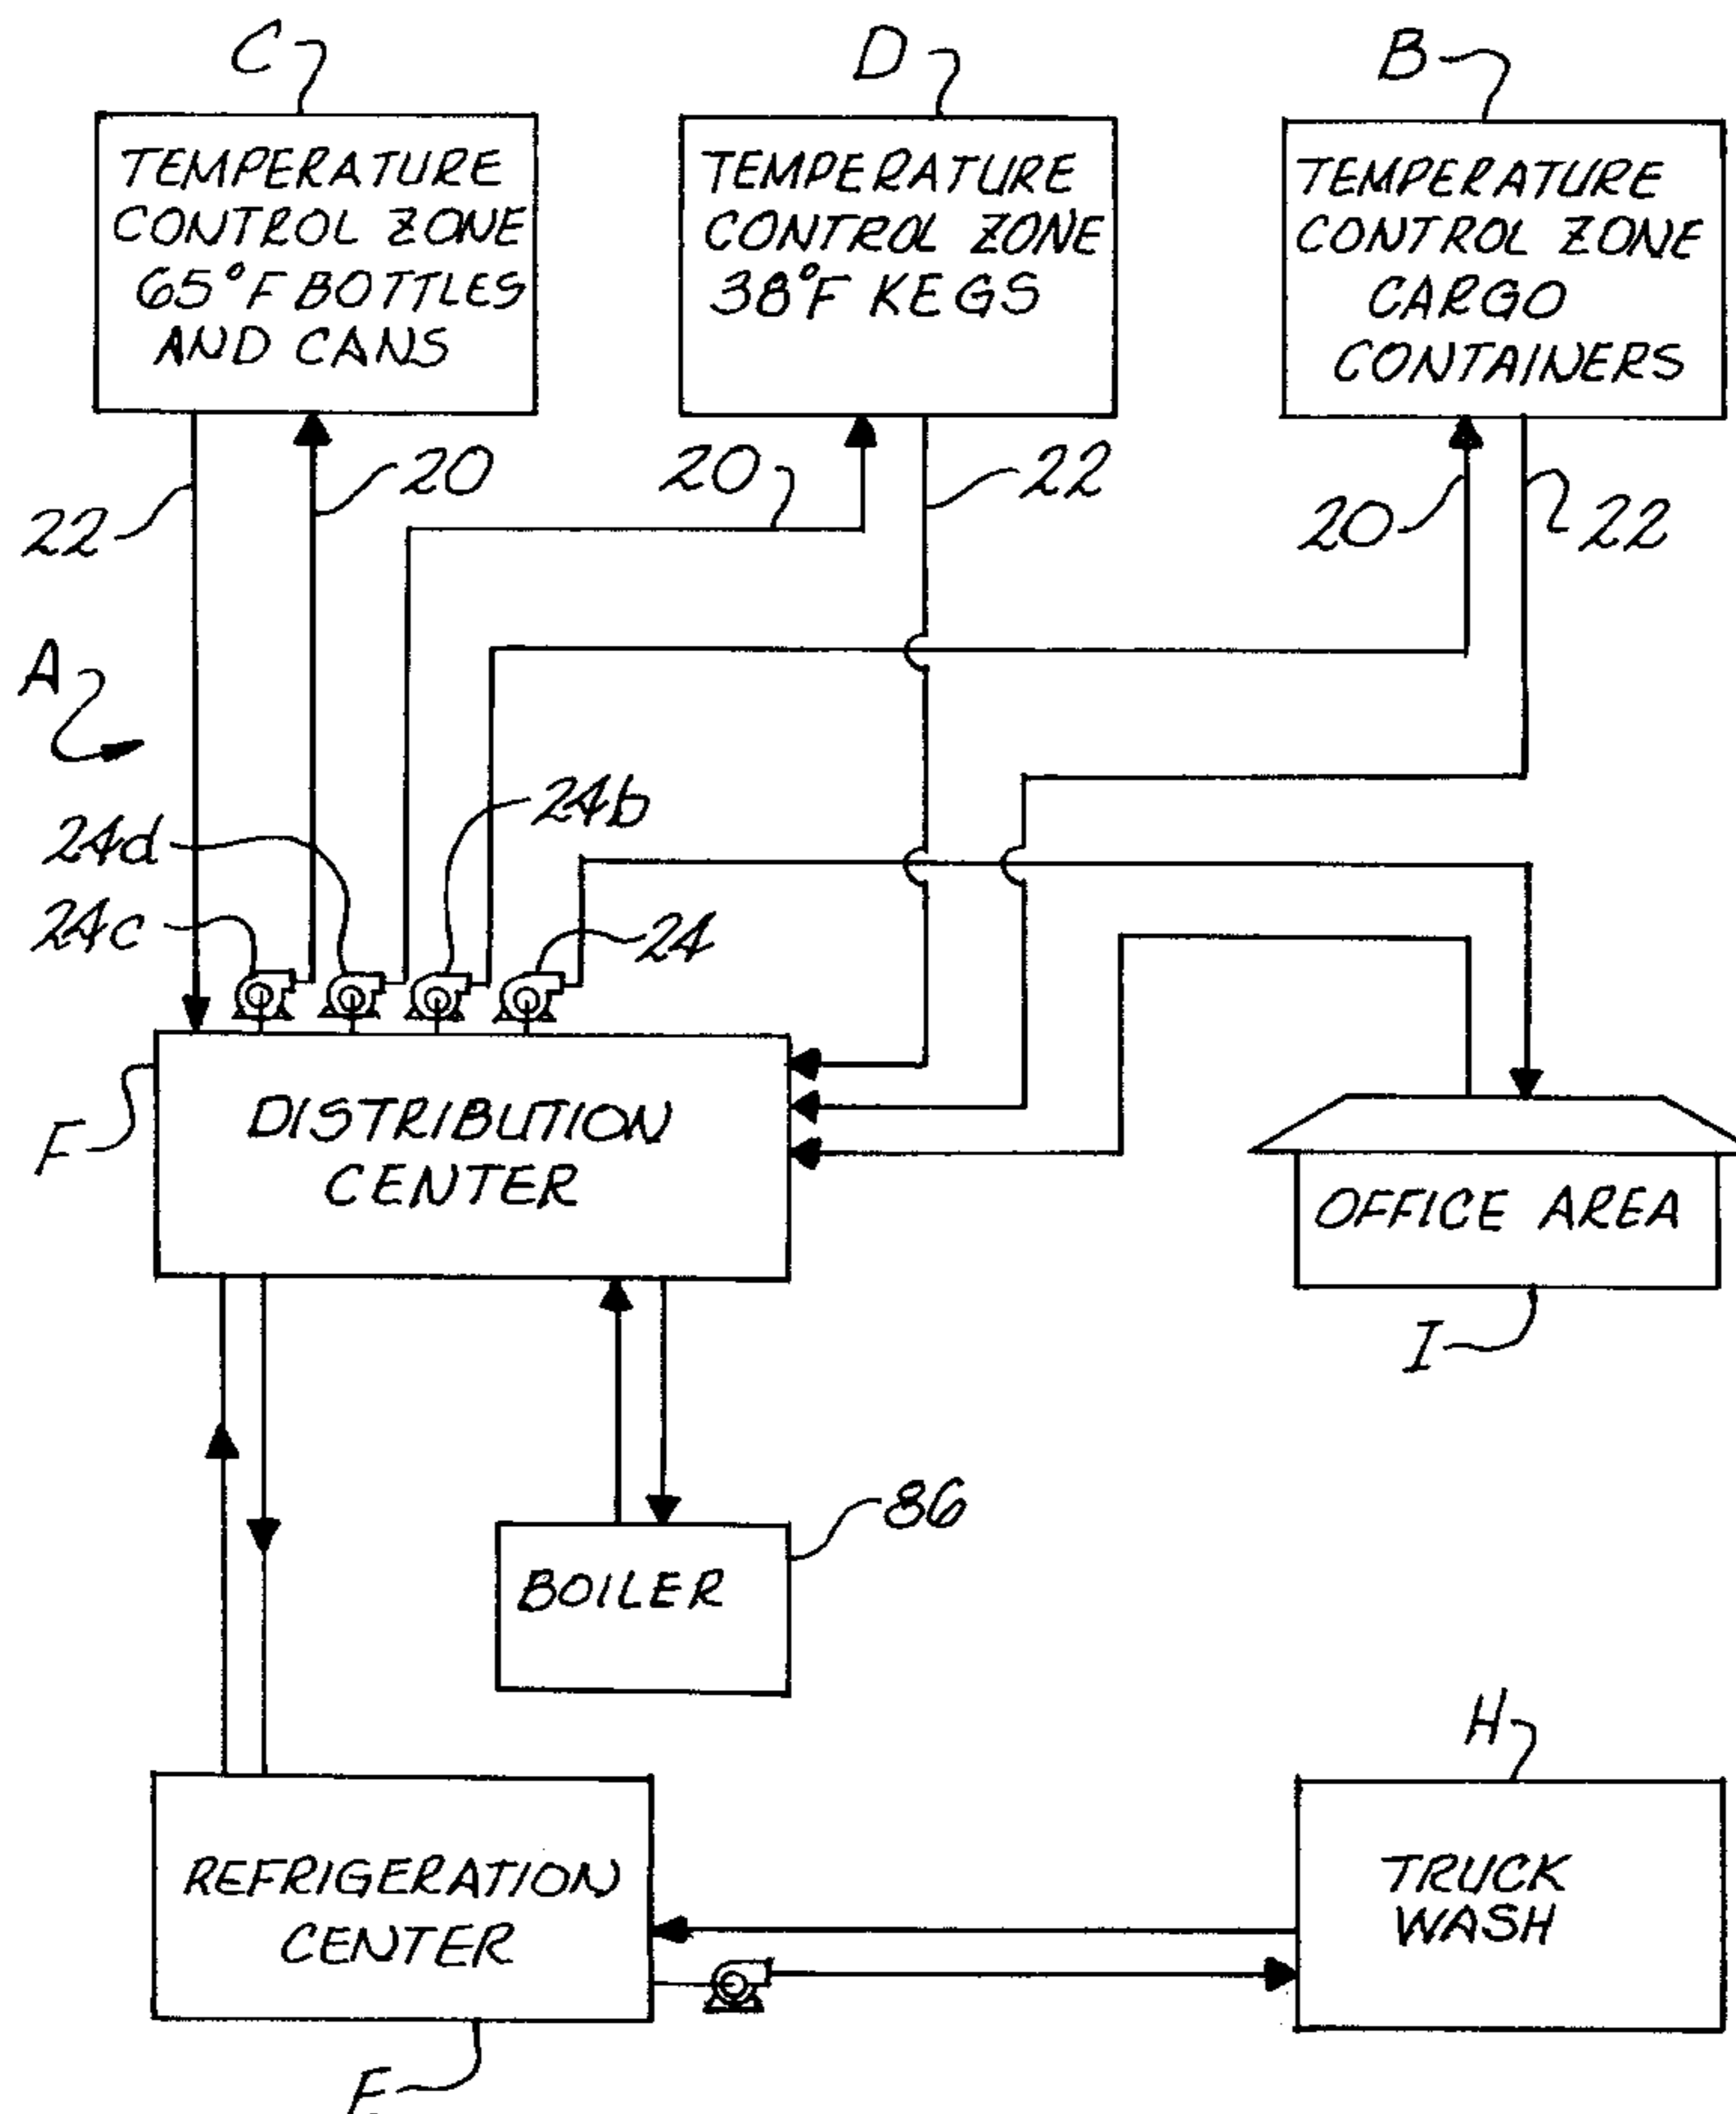 C
D
B
TEMPERATURE
CONTROL ZONE
65°F BOTTLES
AND CANS
TEMPERATURE
CONTROL ZONE
38°F KEGS
TEMPERATURE
CONTROL ZONE
CARGO
CONTAINERS
22
20
20
22
20
22
A
24d
24b
24c
24
F
DISTRIBUTION
CENTER
OFFICE AREA
I
86
BOILER
H
REFRIGERATION
CENTER
TRUCK
WASH